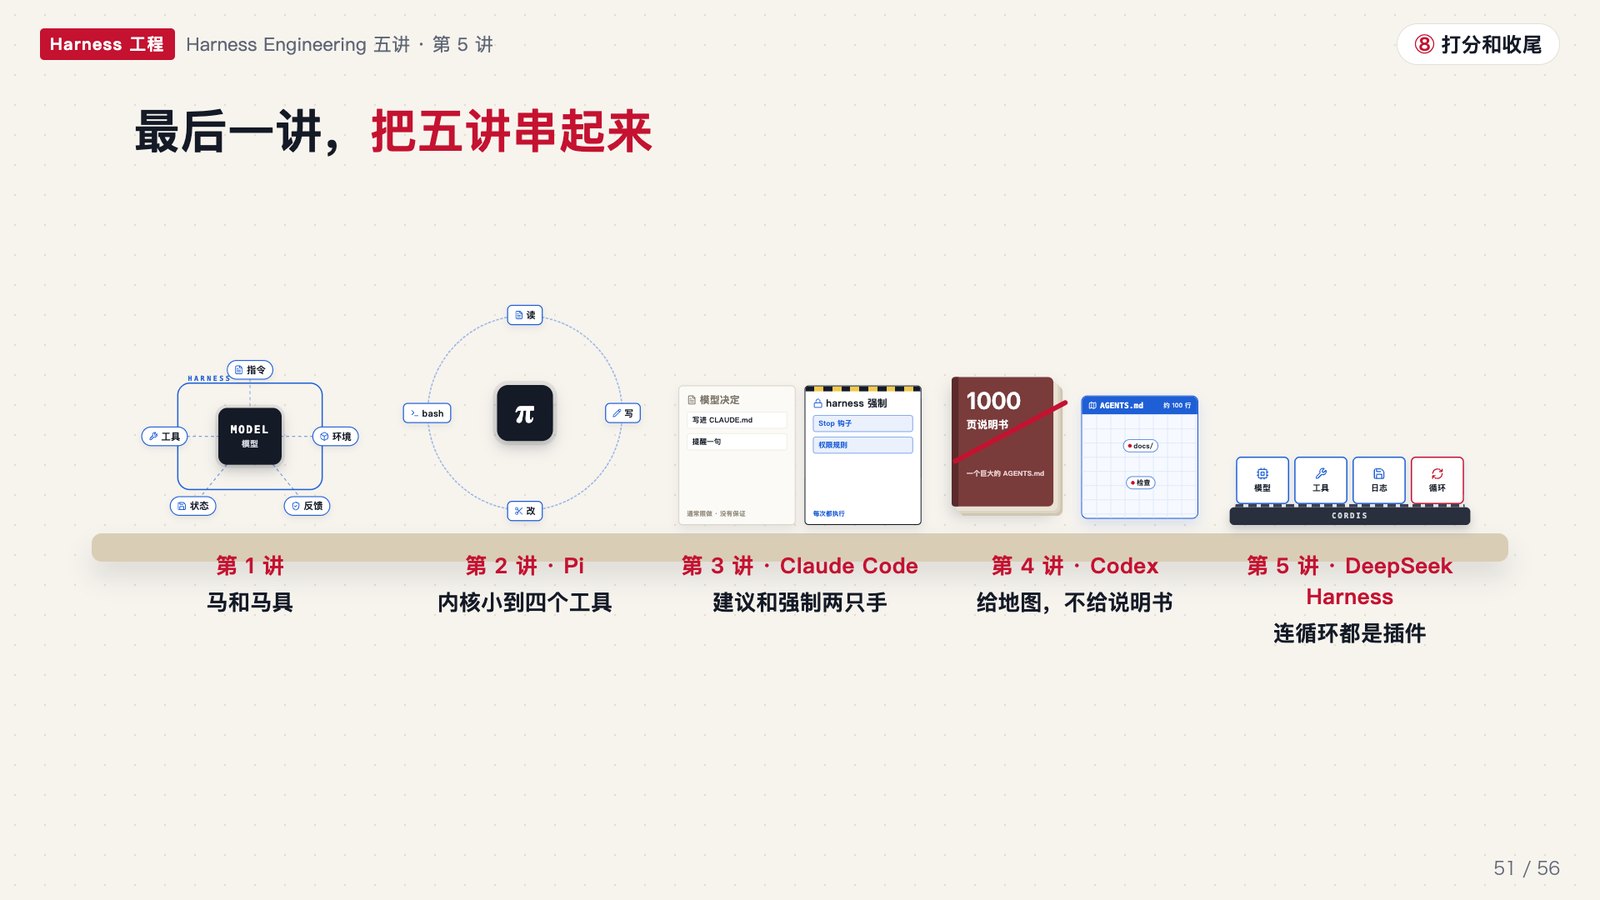 Harness 工程
Harness Engineering 五讲 · 第 5 讲
⑧ 打分和收尾
最后一讲，把五讲串起来
HARNESS
指令
MODEL
模型
工具
环境
状态
反馈
第 1 讲
马和马具
读
bash
π
写
改
第 2 讲 · Pi
内核小到四个工具
模型决定
写进 CLAUDE.md
提醒一句
通常照做 · 没有保证
harness 强制
Stop 钩子
权限规则
每次都执行
第 3 讲 · Claude Code
建议和强制两只手
1000
页说明书
一个巨大的 AGENTS.md
AGENTS.md 约 100 行
docs/
检查
第 4 讲 · Codex
给地图，不给说明书
模型
工具
日志
循环
CORDIS
第 5 讲 · DeepSeek
Harness
连循环都是插件
51 / 56